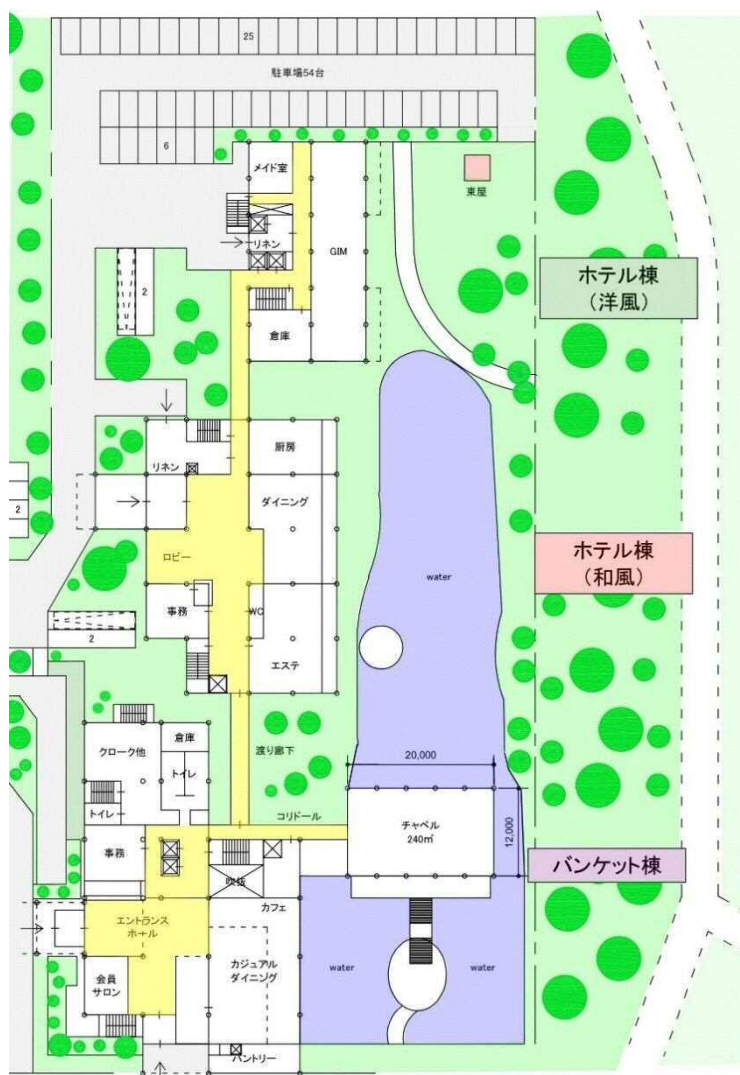 25
駐車場54台
6
メイド室
東屋
リネン
GIM
ホテル棟
(洋風)
2
倉庫
厨房
リネン
ダイニング
2
ロビー
ホテル棟
(和風)
water
事務
WC
2
エステ
倉庫
渡り廊下
クローク他
20,000
トイレ
トイレ
コリドール
チャペル
240㎡
12,000
事務
吹抜
バンケット棟
カフェ
エントランス
ホール
カジュアル
ダイニング
water
water
会員
サロン
パントリー